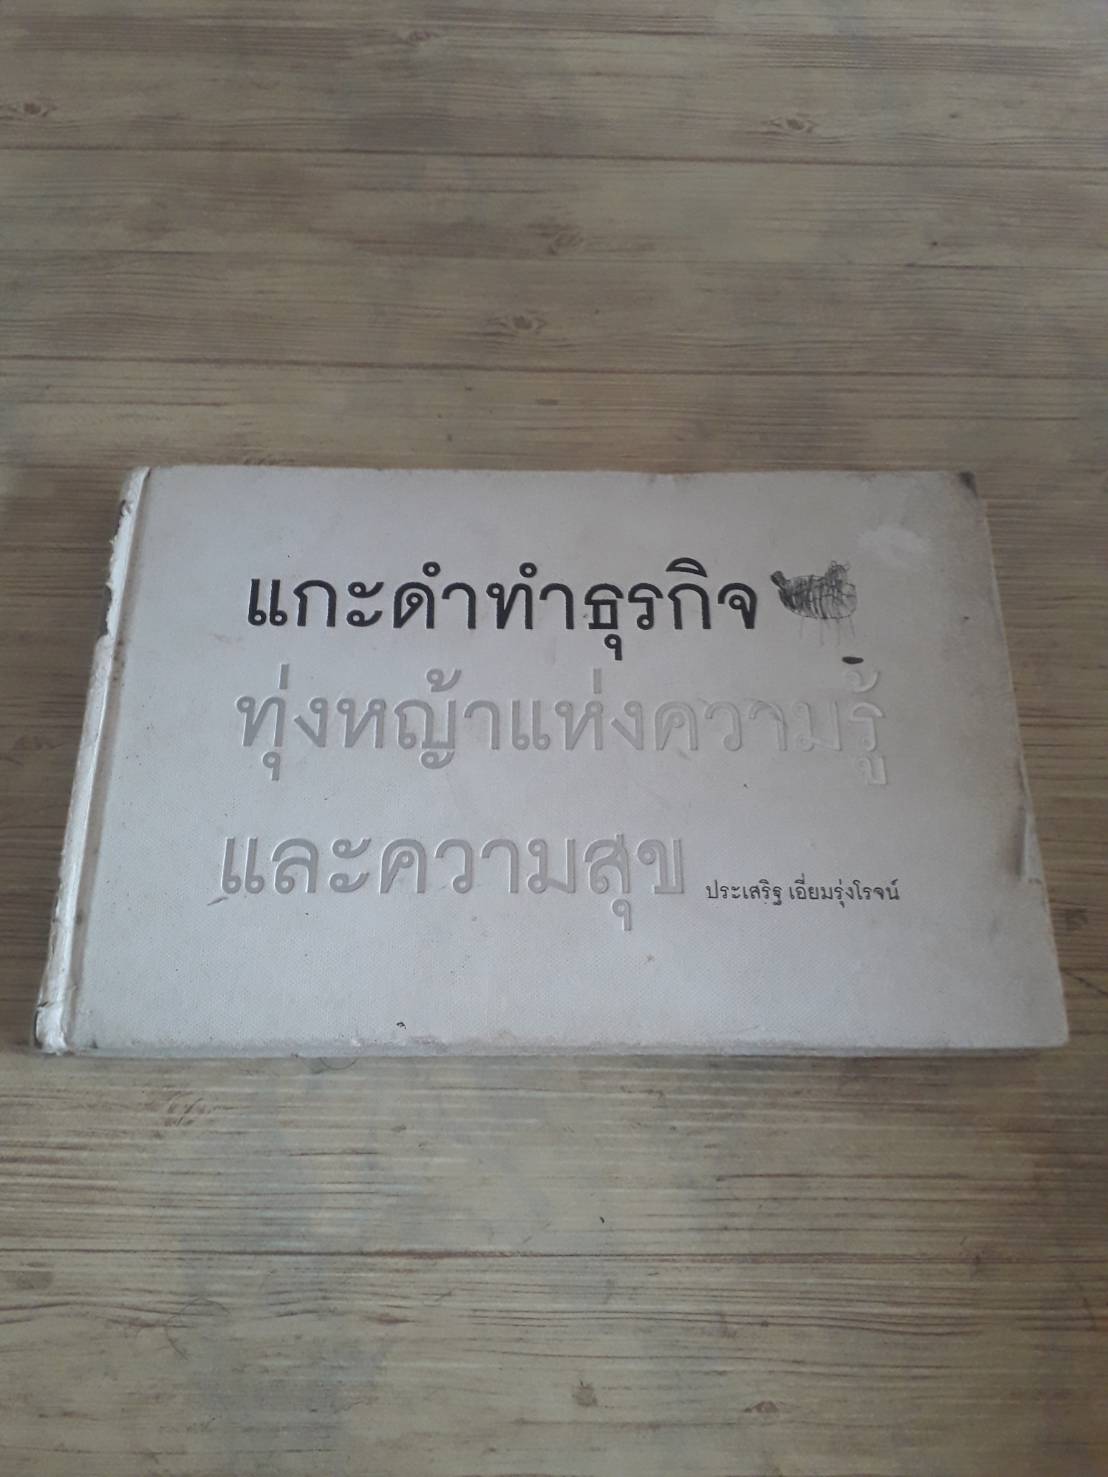 แกะดำทำธุรกิจ
ทุ่งหญ้าแห่งความรู้
และความสุข
ประเสริฐ เอี่ยมรุ่งโรจน์